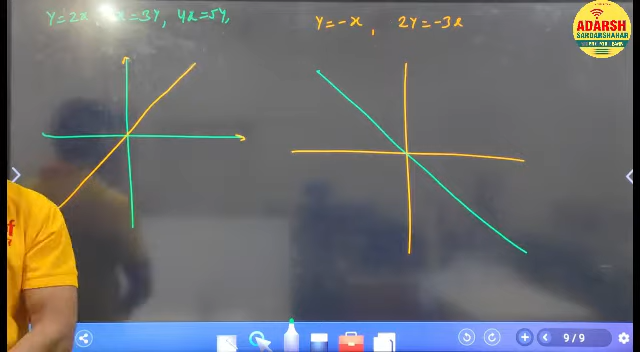 y=2x, x=3y, 4x=5y,
y=-x, 2y=-3x
ADARSH
SARDARSHAHAR
9/9